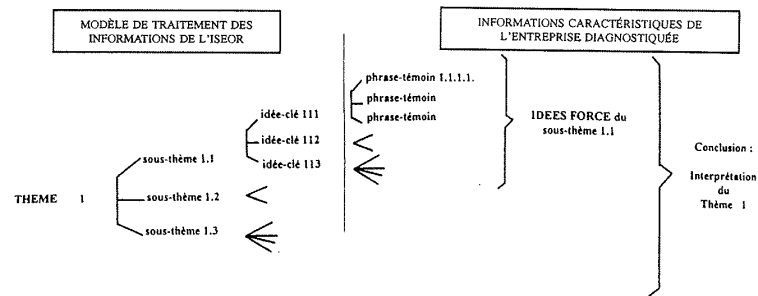 MODÈLE DE TRAITEMENT DES
INFORMATIONS DE L'ISEOR
INFORMATIONS CARACTÉRISTIQUES DE
L'ENTREPRISE DIAGNOSTIQUÉE
phrase-témoin 1.1.1.1.
phrase-témoin
phrase-témoin
idée-clé 111
idée-clé 112
idée-clé 113
IDEES FORCE du
sous-thème 1.1
sous-thème 1.1
sous-thème 1.2
sous-thème 1.3
THEME 1
Conclusion :
Interprétation
du
Thème 1